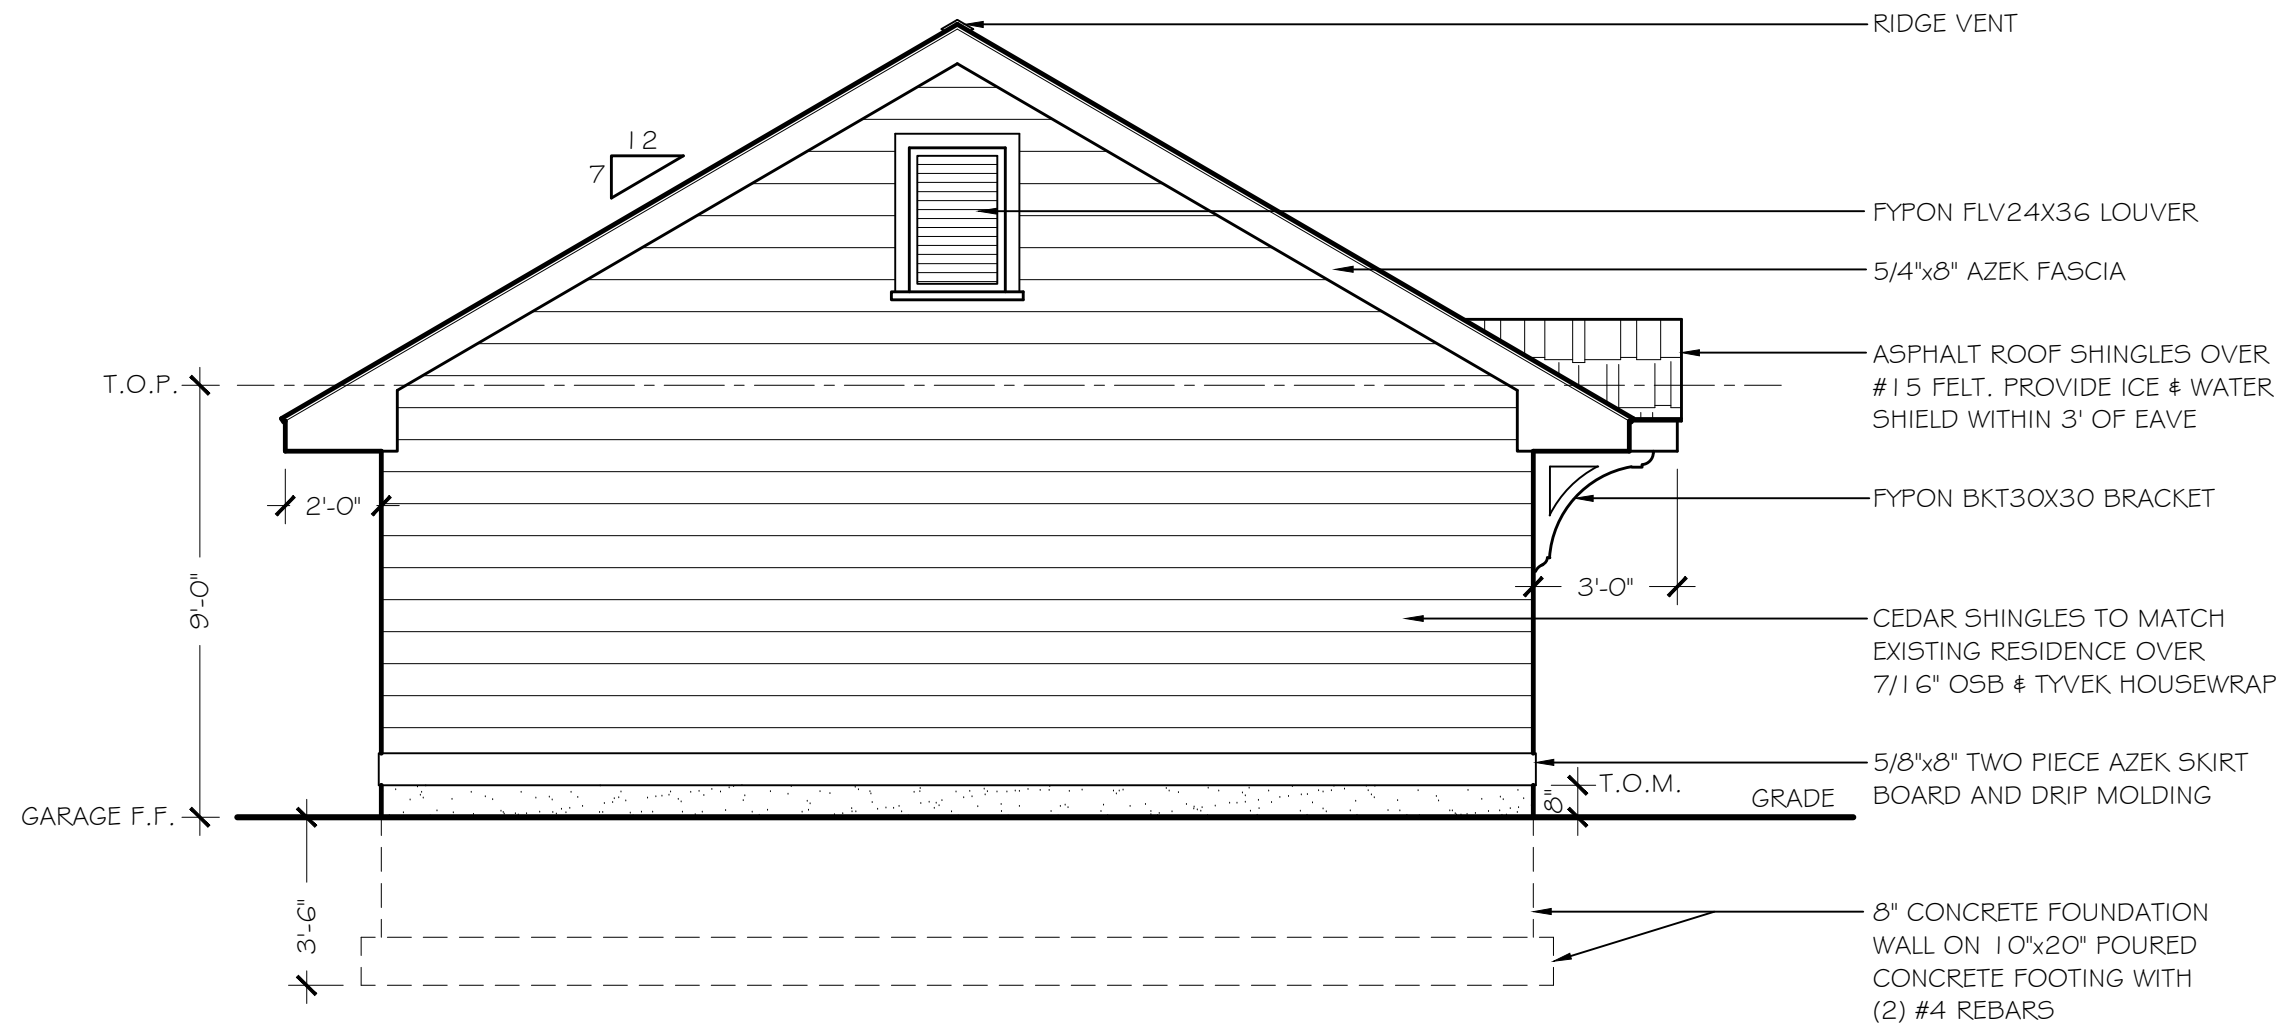 RIDGE VENT
12
7
FYPON FLV24X36 LOUVER
5/4"x8" AZEK FASCIA
ASPHALT ROOF SHINGLES OVER
#15 FELT. PROVIDE ICE & WATER
SHIELD WITHIN 3' OF EAVE
T.O.P.
2'-0"
FYPON BKT30X30 BRACKET
9'-0"
3'-0"
CEDAR SHINGLES TO MATCH
EXISTING RESIDENCE OVER
7/16" OSB & TYVEK HOUSEWRAP
5/8"x8" TWO PIECE AZEK SKIRT
BOARD AND DRIP MOLDING
T.O.M.
8"
GRADE
GARAGE F.F.
3'-6"
8" CONCRETE FOUNDATION
WALL ON 10"x20" POURED
CONCRETE FOOTING WITH
(2) #4 REBARS